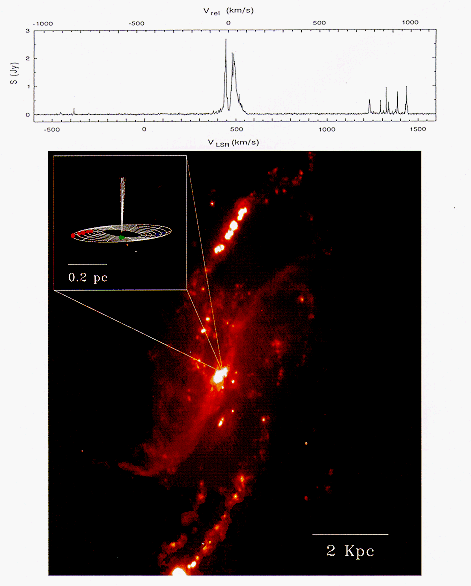 V rel (km/s)
-1000 -500 0 500 1000
S (Jy)
3
2
1
0
-500 0 500 1000 1500
V LSR (km/s)
0.2 pc
2 Kpc